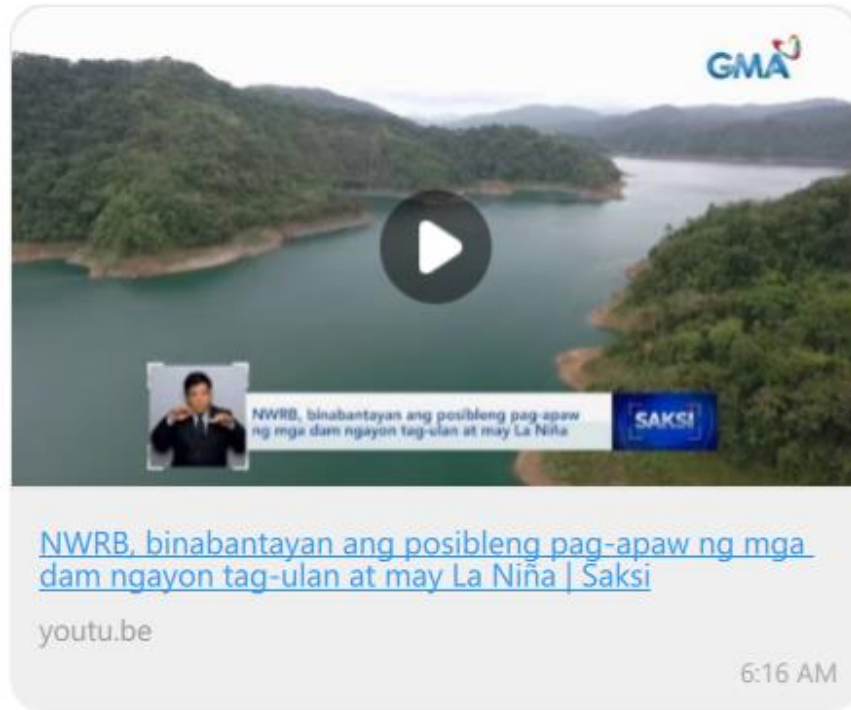 GMA
NWRB, binabantayan ang posibleng pag-apaw
ng mga dam ngayon tag-ulan at may La Niña
SAKSI
NWRB, binabantayan ang posibleng pag-apaw ng mga
dam ngayon tag-ulan at may La Niña | Saksi
youtu.be
6:16 AM